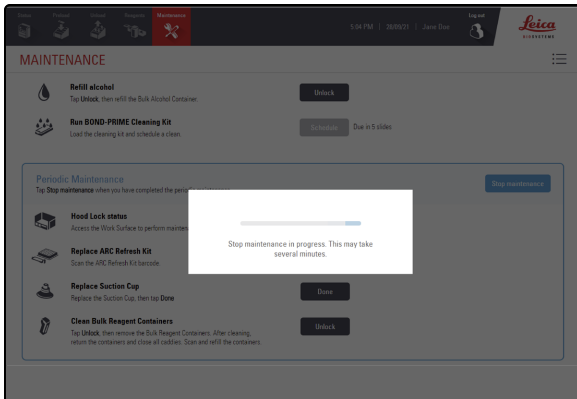 Status Protocol Unload Reagents Maintenance
5:04 PM | 28/09/21 | Jane Doe
Log out
Leica
BIOSYSTEMS
MAINTENANCE
Refill alcohol
Tap Unlock, then refill the Bulk Alcohol Container.
Unlock
Run BOND-PRIME Cleaning Kit
Load the cleaning kit and schedule a clean.
Schedule
Due in 5 slides
Periodic Maintenance
Tap Stop maintenance when you have completed the perio
Stop maintenance
Hood Lock status
Access the Work Surface to perform mainten
Replace ARC Refresh Kit
Scan the ARC Refresh Kit barcode.
Stop maintenance in progress. This may take
several minutes.
Replace Suction Cup
Replace the Suction Cup, then tap Done
Done
Clean Bulk Reagent Containers
Tap Unlock, then remove the Bulk Reagent Containers. After cleaning,
return the containers and close all caddies. Scan and refill the containers.
Unlock